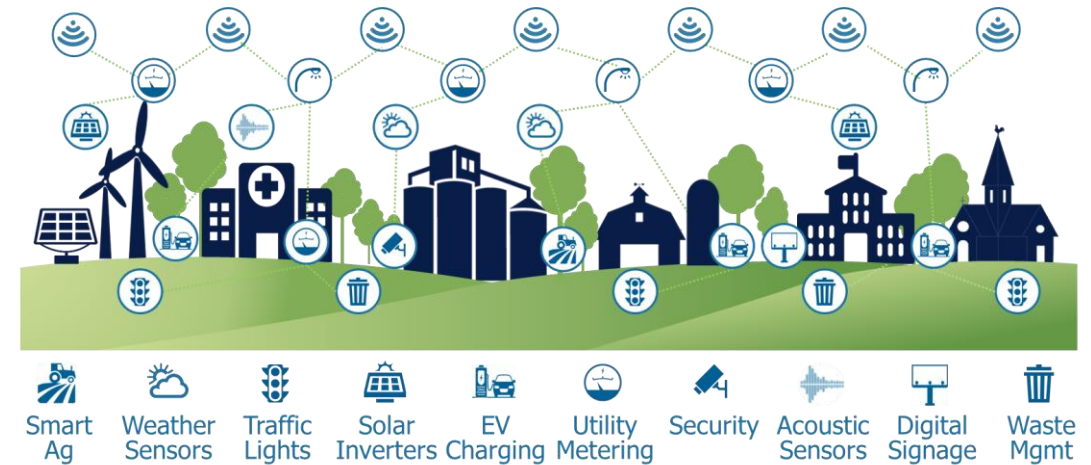 Smart
Ag
Weather
Sensors
Traffic
Lights
Solar
Inverters
EV
Charging
Utility
Metering
Security
Acoustic
Sensors
Digital
Signage
Waste
Mgmt